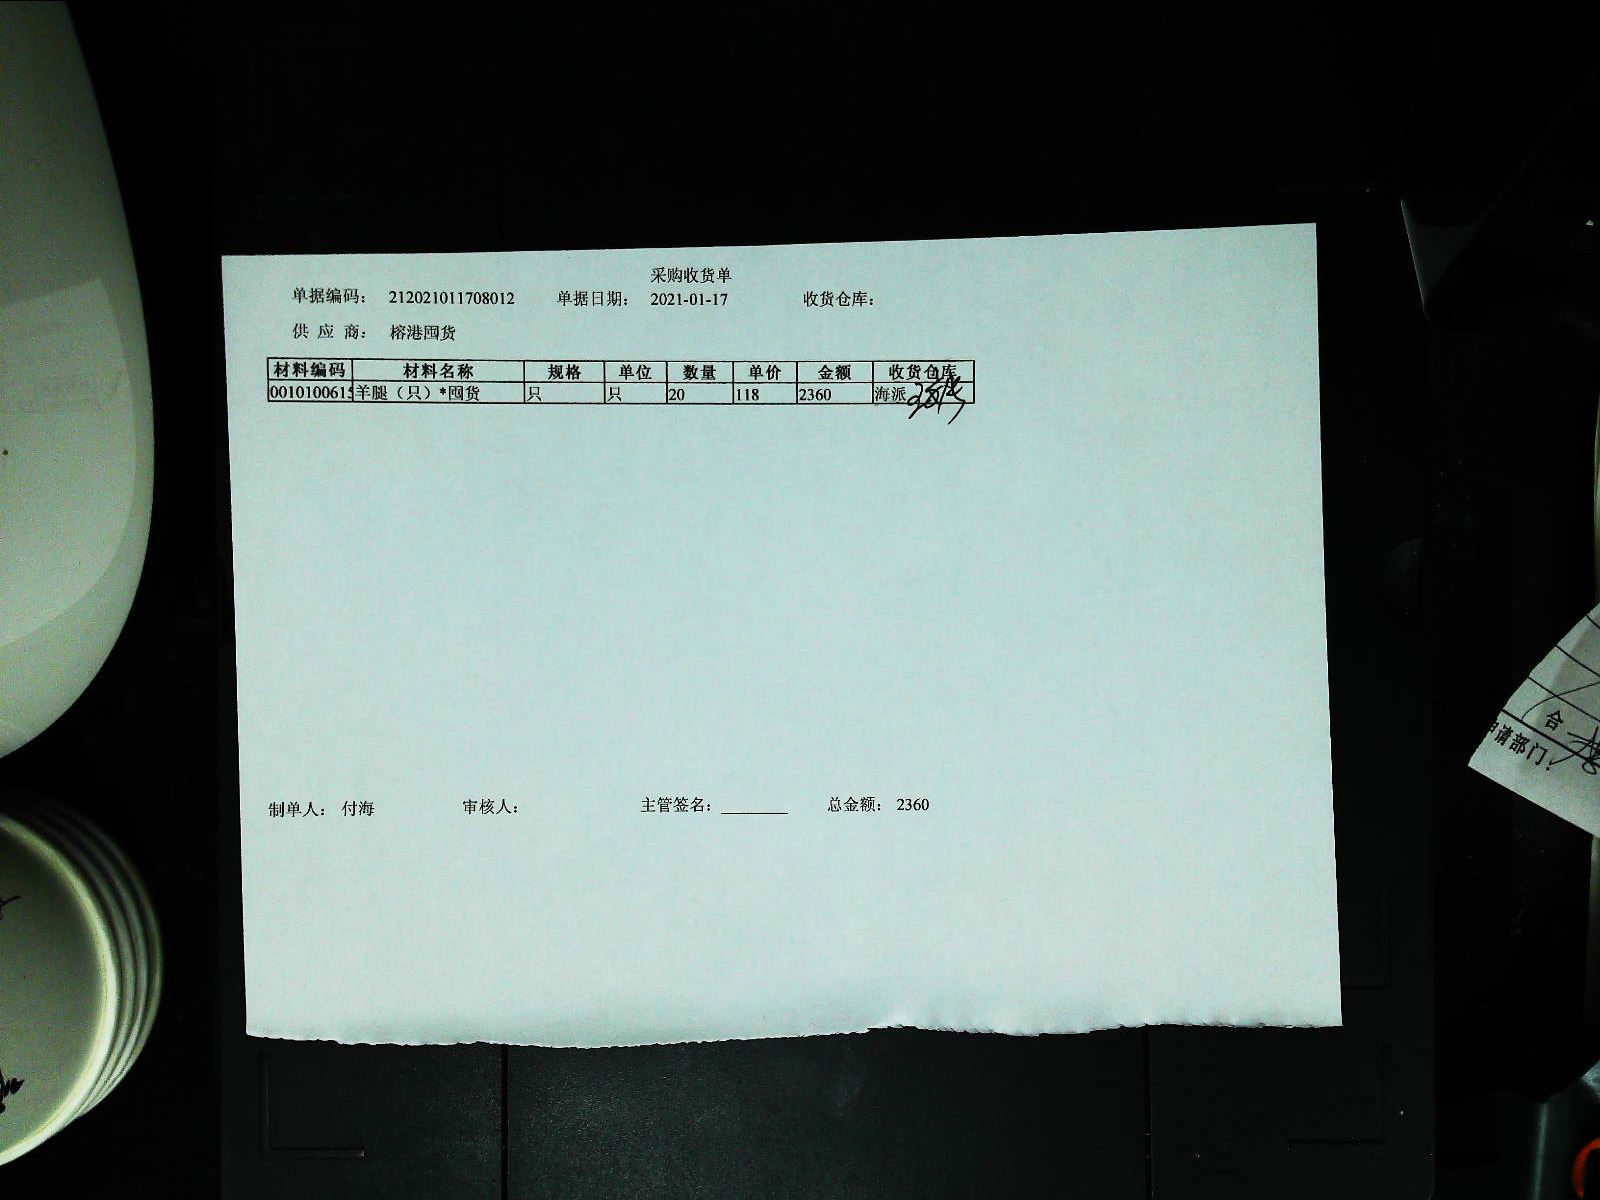 采购收货单
单据编码： 212021011708012 单据日期： 2021-01-17 收货仓库：
供 应 商： 榕港囤货
材料编码 材料名称 规格 单位 数量 单价 金额 收货仓库
0010100615 羊腿（只）*囤货 只 只 20 118 2360 海派
制单人： 付海 审核人： 主管签名： ________ 总金额： 2360
合
申请部门：